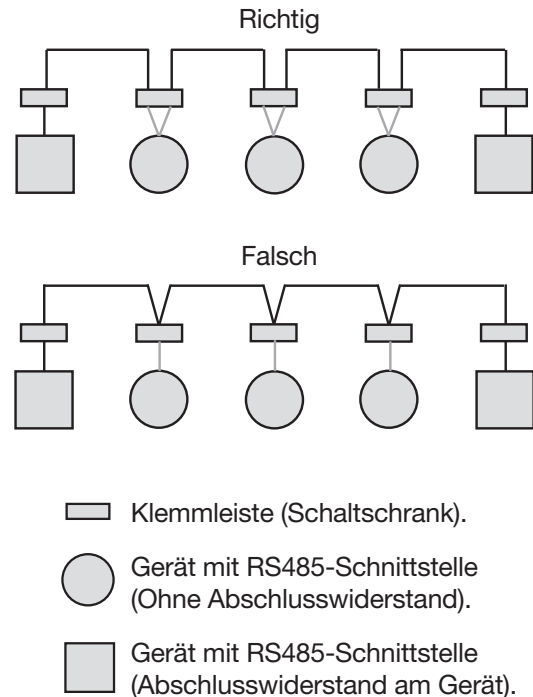 Richtig
Falsch
Klemmleiste (Schaltschrank).
Gerät mit RS485-Schnittstelle
(Ohne Abschlusswiderstand).
Gerät mit RS485-Schnittstelle
(Abschlusswiderstand am Gerät).